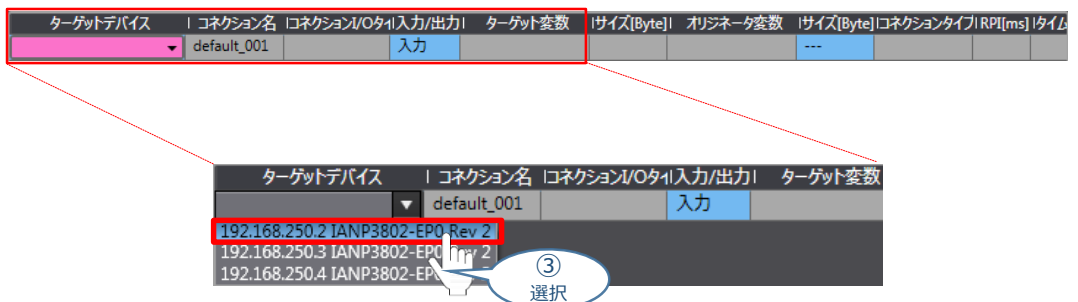 ターゲットデバイス コネクション名 コネクションI/Oタイ 入力/出力 ターゲット変数 サイズ[Byte] オリジネータ変数 サイズ[Byte] コネクションタイプ RPI[ms] タイム
default_001 入力 ---
ターゲットデバイス コネクション名 コネクションI/Oタイ 入力/出力 ターゲット変数
default_001 入力
192.168.250.2 IANP3802-EP0 Rev 2
192.168.250.3 IANP3802-EP0 Rev 2
192.168.250.4 IANP3802-EP
③
選択